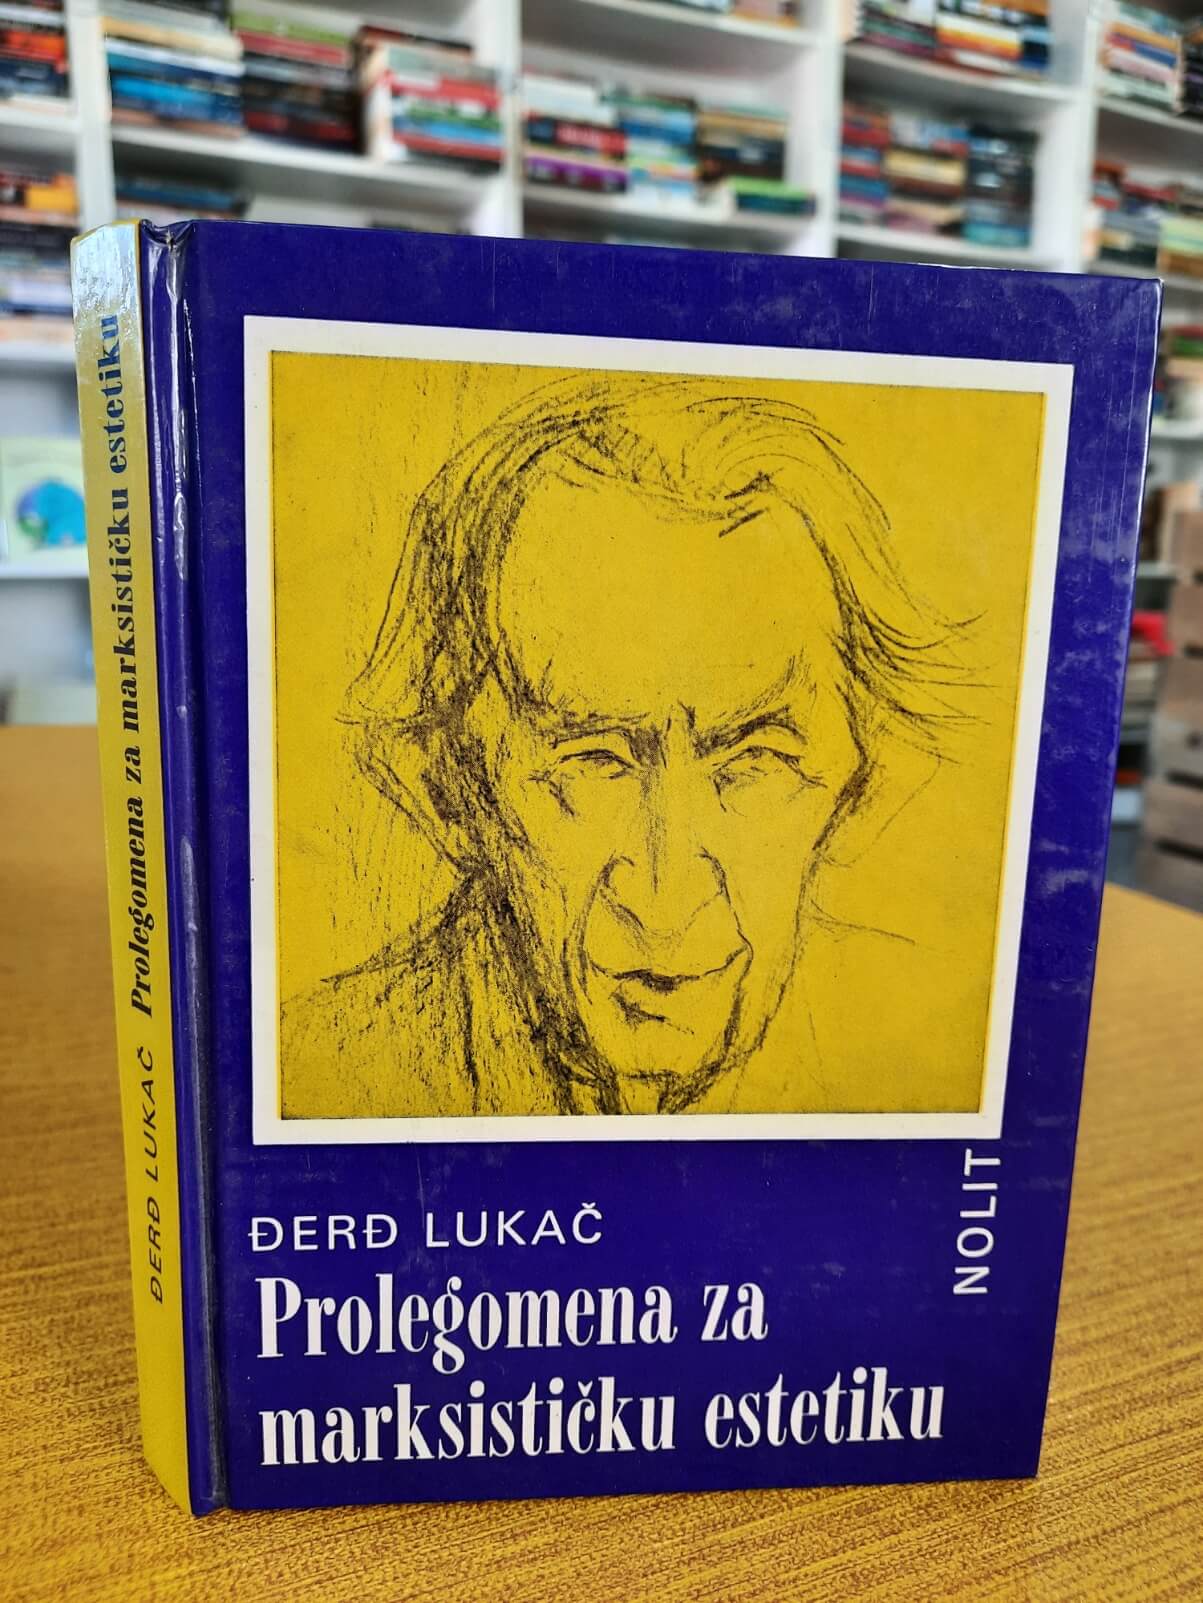 ĐERĐ LUKAČ Prolegomena za marksističku estetiku
ĐERĐ LUKAČ
Prolegomena za
marksističku estetiku
NOLIT